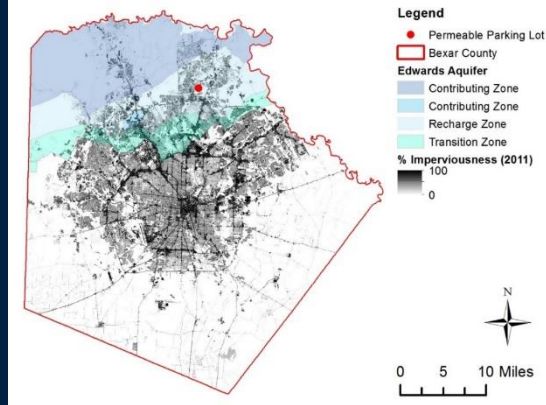 Legend
Permeable Parking Lot
Bexar County
Edwards Aquifer
Contributing Zone
Contributing Zone
Recharge Zone
Transition Zone
% Imperviousness (2011)
100
0
N
0 5 10 Miles